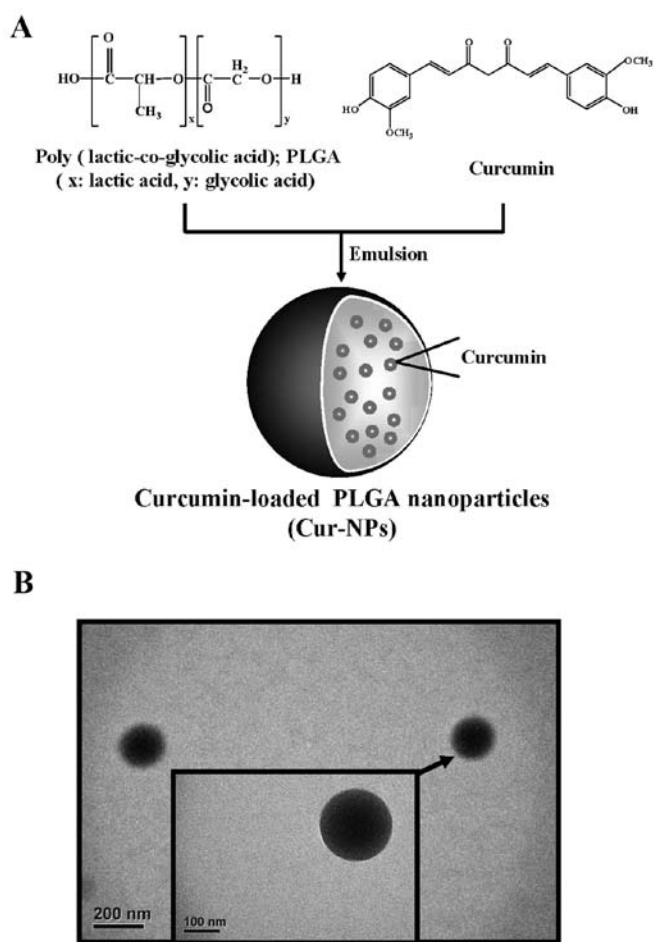 A
HO
C
O
CH
CH₃
O
C
O
H₂
C
O
H
x
y
O
O
HO
OCH₃
OCH₃
OH
Poly ( lactic-co-glycolic acid); PLGA
( x: lactic acid, y: glycolic acid)
Curcumin
Emulsion
Curcumin
Curcumin-loaded PLGA nanoparticles
(Cur-NPs)
B
200 nm
100 nm